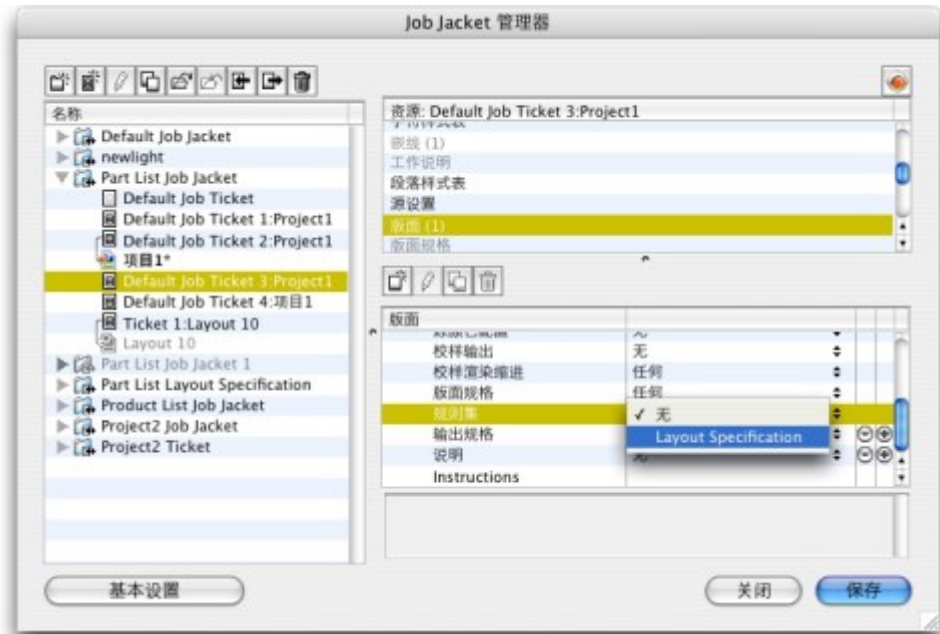 Job Jacket 管理器
名称
Default Job Jacket
newlight
Part List Job Jacket
Default Job Ticket
Default Job Ticket 1:Project1
Default Job Ticket 2:Project1
项目1*
Default Job Ticket 3:Project1
Default Job Ticket 4:项目1
Ticket 1:Layout 10
Layout 10
Part List Job Jacket 1
Part List Layout Specification
Product List Job Jacket
Project2 Job Jacket
Project2 Ticket
资源: Default Job Ticket 3:Project1
字符样式表
嵌线 (1)
工作说明
段落样式表
源设置
版面 (1)
版面规格
版面
校样输出 无
校样渲染缩进 任何
版面规格 任何
规则集 ✓ 无
Layout Specification
输出规格
说明 无
Instructions
基本设置
关闭
保存